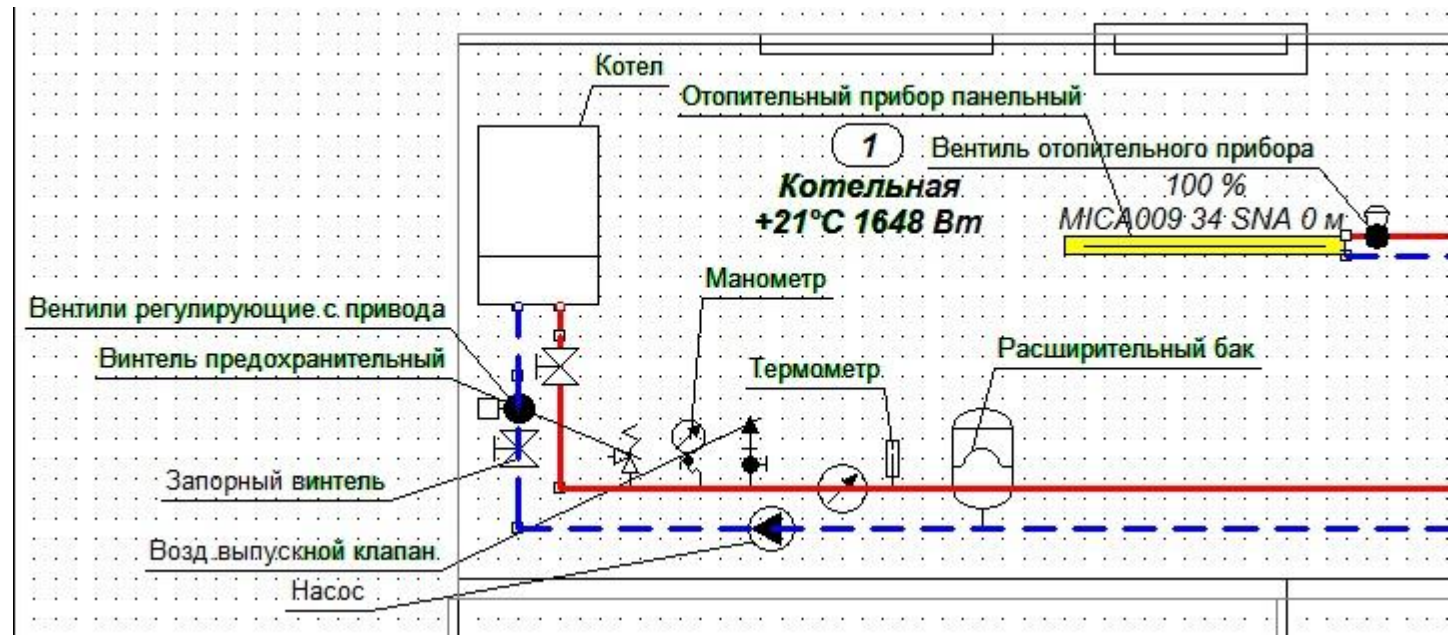 Котел
Отопительный прибор панельный
1
Вентиль отопительного прибора
Котельная
+21°C 1648 Вт
100 %
MICA009 34 SNA 0 м
Манометр
Вентили регулирующие с привода
Винтель предохранительный
Термометр
Расширительный бак
Запорный винтель
Возд.выпускной клапан
Насос